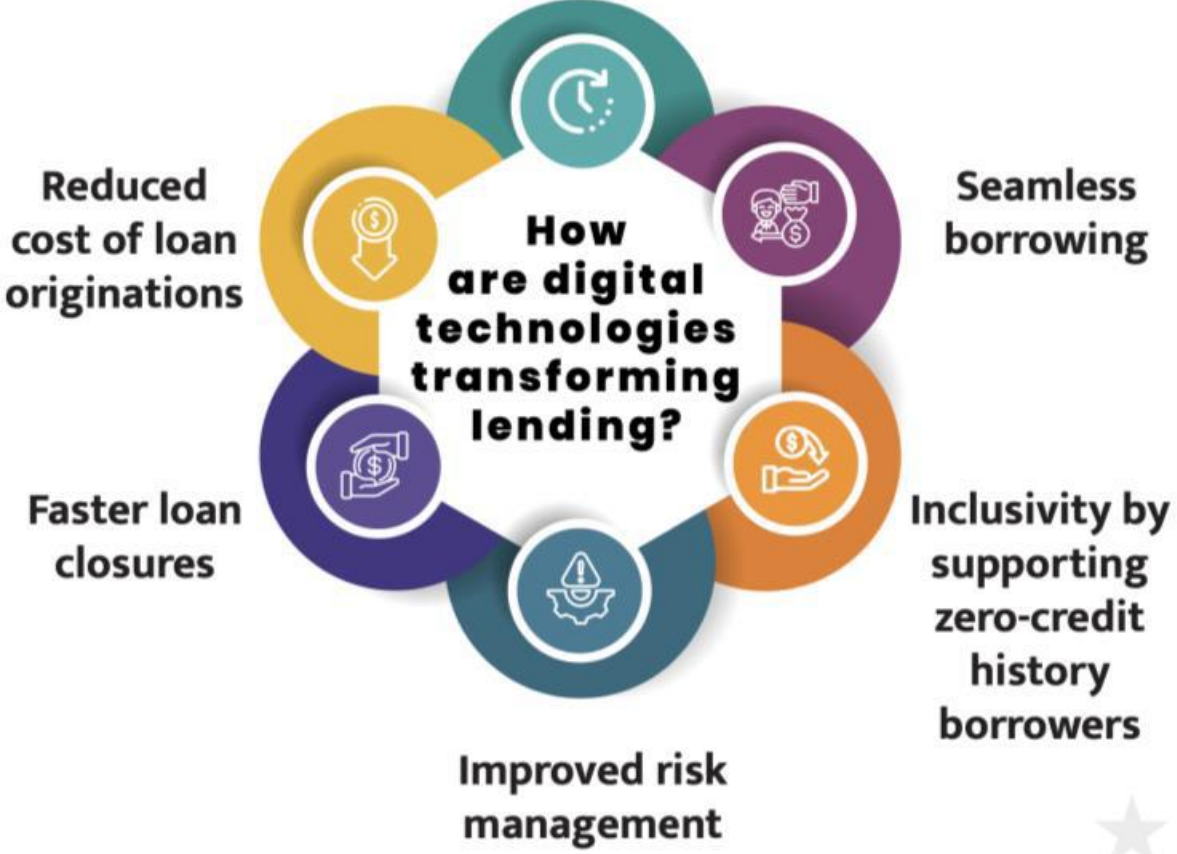 How
are digital
technologies
transforming
lending?
Seamless
borrowing
Inclusivity by
supporting
zero-credit
history
borrowers
Improved risk
management
Faster loan
closures
Reduced
cost of loan
originations